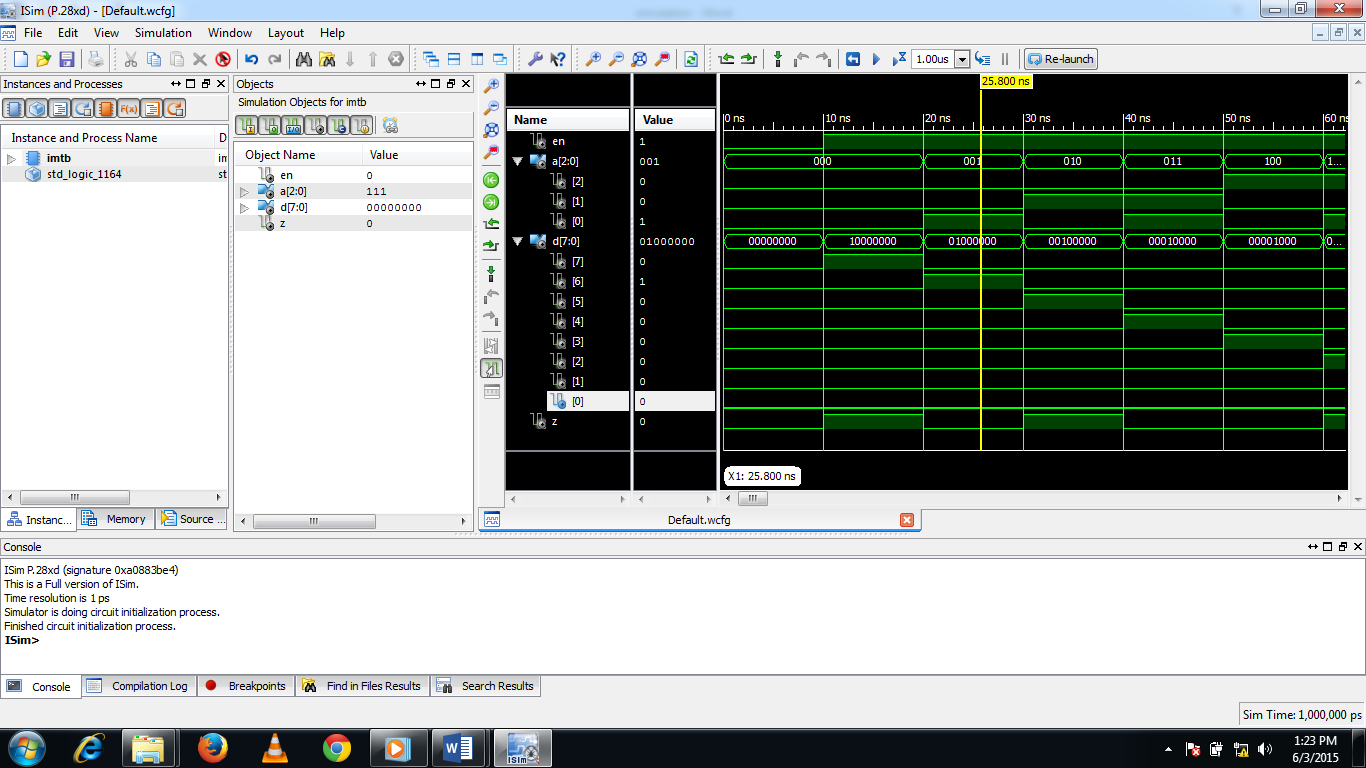 ISim (P.28xd) - [Default.wcfg]
File Edit View Simulation Window Layout Help
1.00us Re-launch
Instances and Processes
Instance and Process Name D
imtb im
std_logic_1164 st
Instanc... Memory Source ...
Objects
Simulation Objects for imtb
Object Name Value
en 0
a[2:0] 111
d[7:0] 00000000
z 0
Name Value
en 1
a[2:0] 001
[2] 0
[1] 0
[0] 1
d[7:0] 01000000
[7] 0
[6] 1
[5] 0
[4] 0
[3] 0
[2] 0
[1] 0
[0] 0
z 0
25.800 ns
0 ns 10 ns 20 ns 30 ns 40 ns 50 ns 60 ns
000 001 010 011 100 1...
00000000 10000000 01000000 00100000 00010000 00001000 0...
X1: 25.800 ns
Default.wcfg
Console
ISim P.28xd (signature 0xa0883be4)
This is a Full version of ISim.
Time resolution is 1 ps
Simulator is doing circuit initialization process.
Finished circuit initialization process.
ISim>
Console Compilation Log Breakpoints Find in Files Results Search Results
Sim Time: 1,000,000 ps
ISim
1:23 PM
6/3/2015